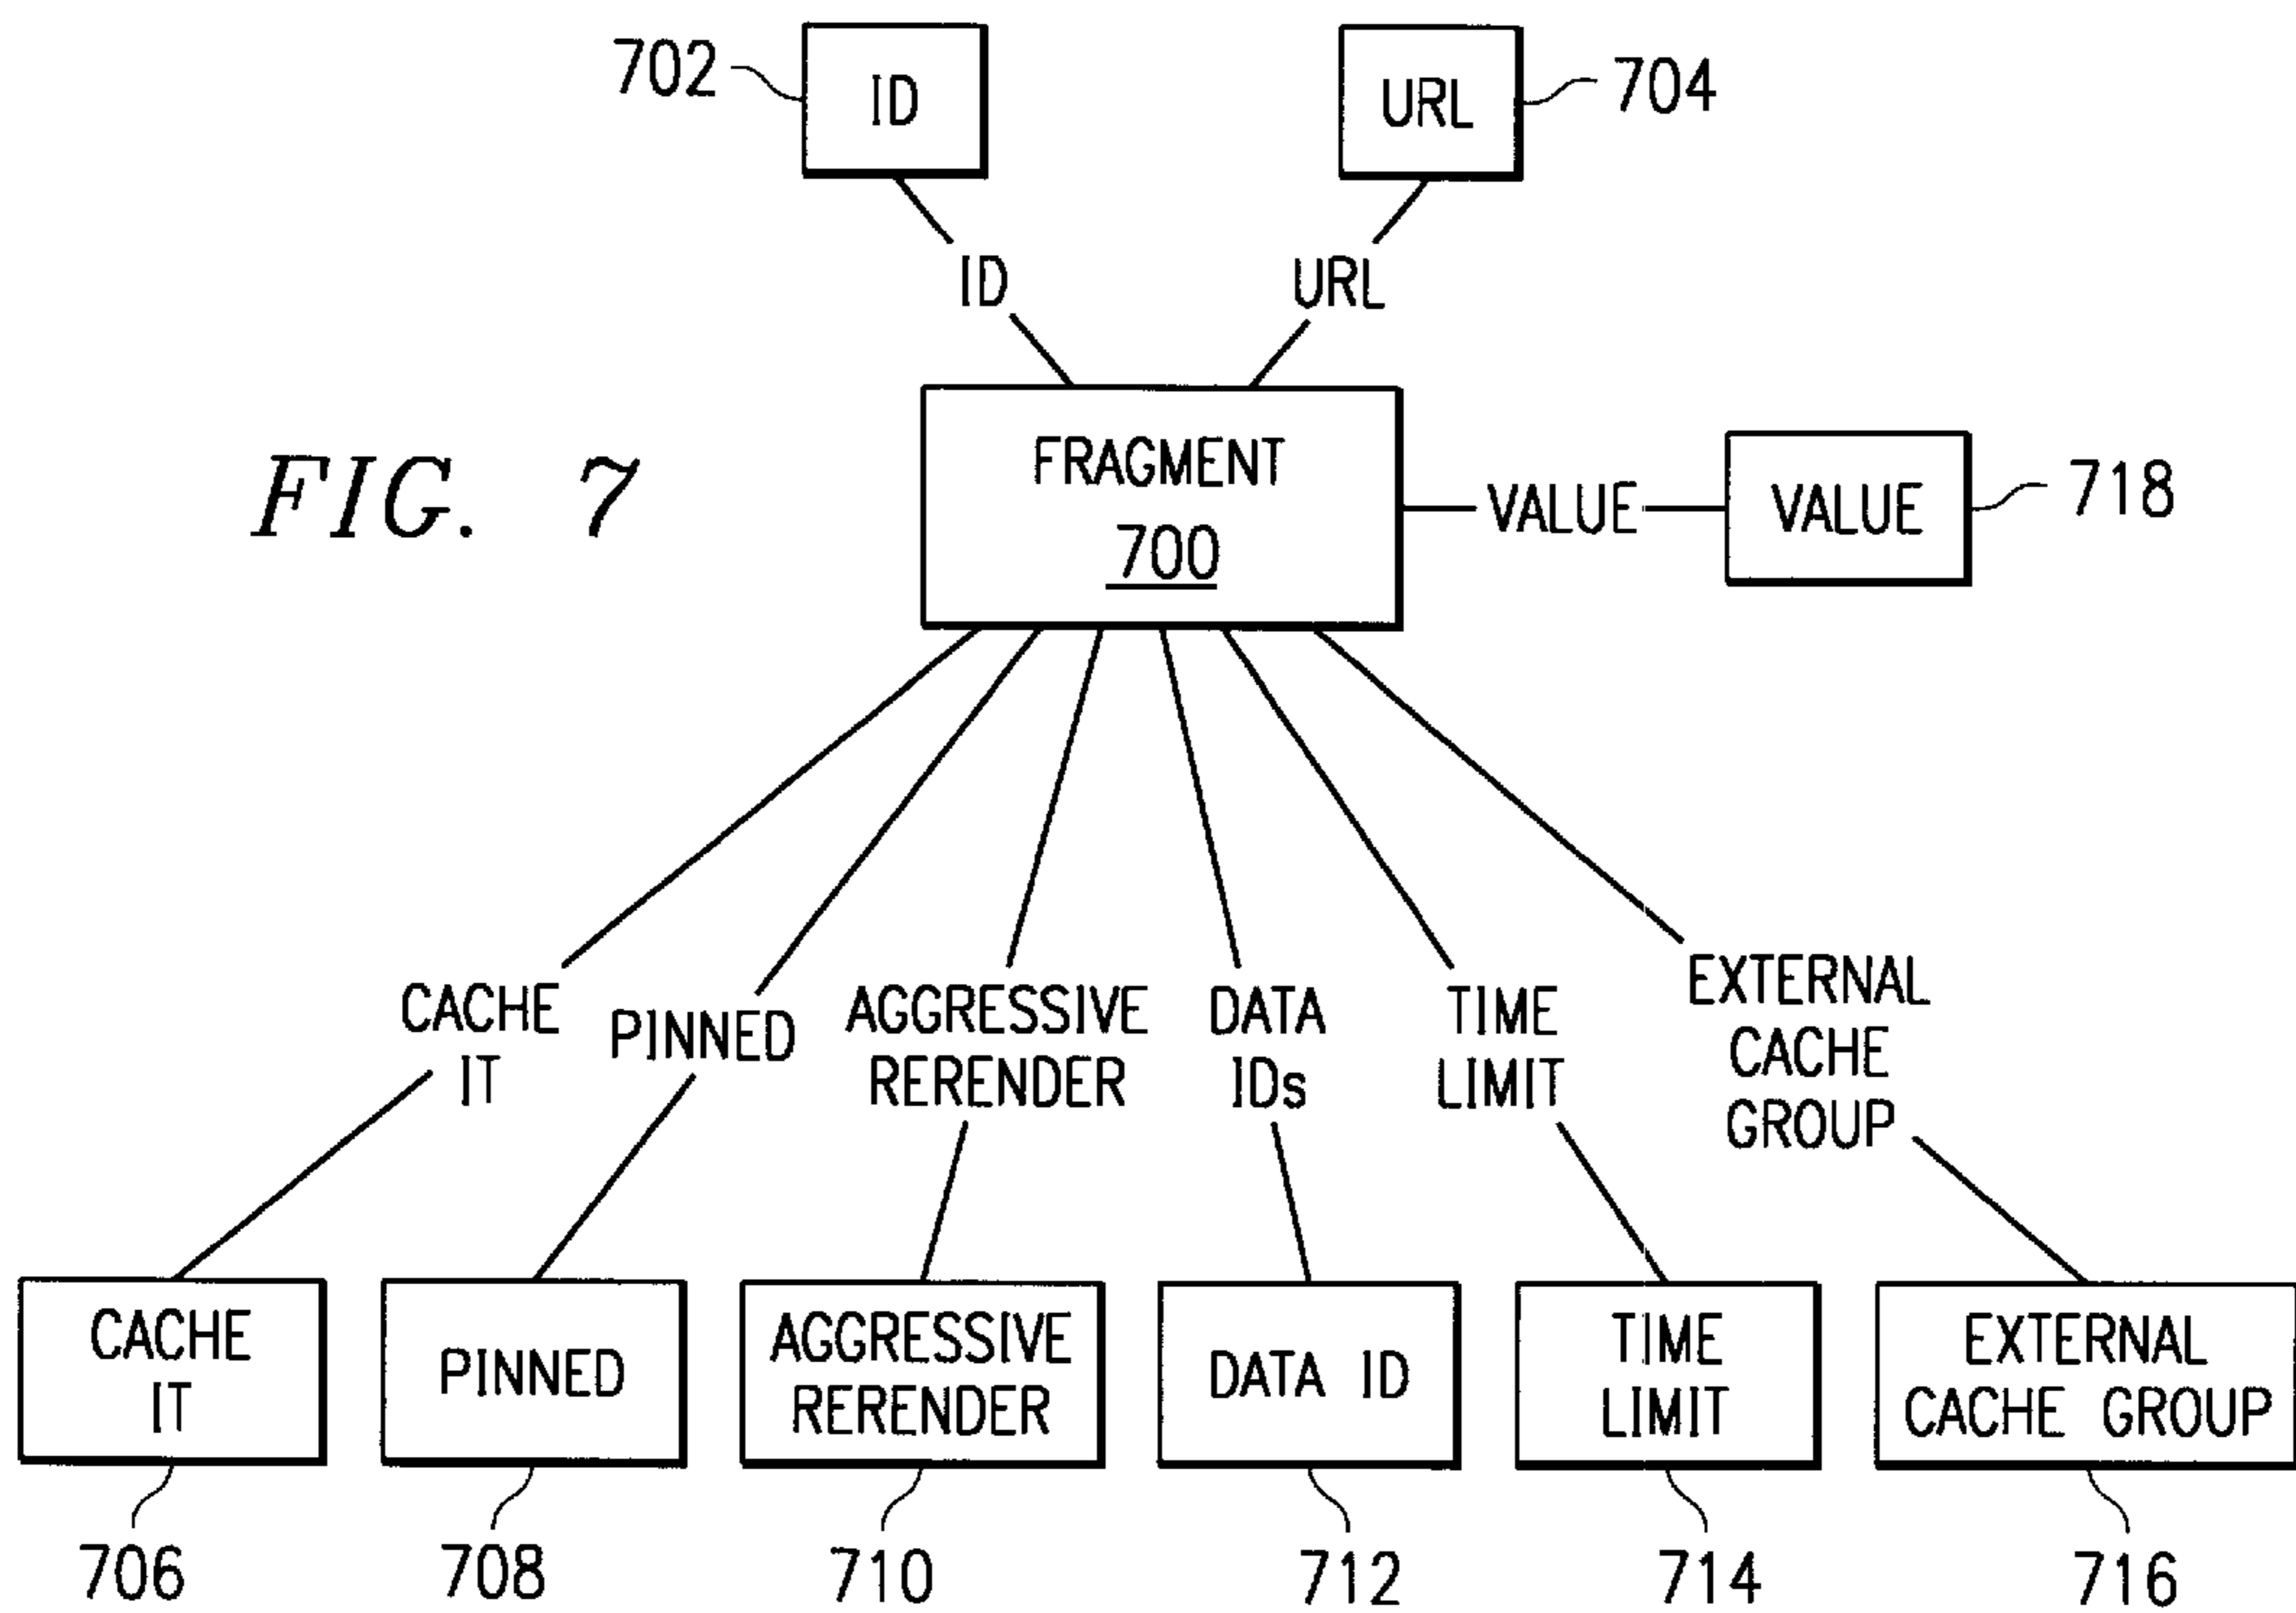 702
ID
URL
704
ID
URL
FIG. 7
FRAGMENT
700
VALUE
VALUE
718
CACHE
IT
PINNED
AGGRESSIVE
RERENDER
DATA
IDs
TIME
LIMIT
EXTERNAL
CACHE
GROUP
CACHE
IT
PINNED
AGGRESSIVE
RERENDER
DATA ID
TIME
LIMIT
EXTERNAL
CACHE GROUP
706
708
710
712
714
716